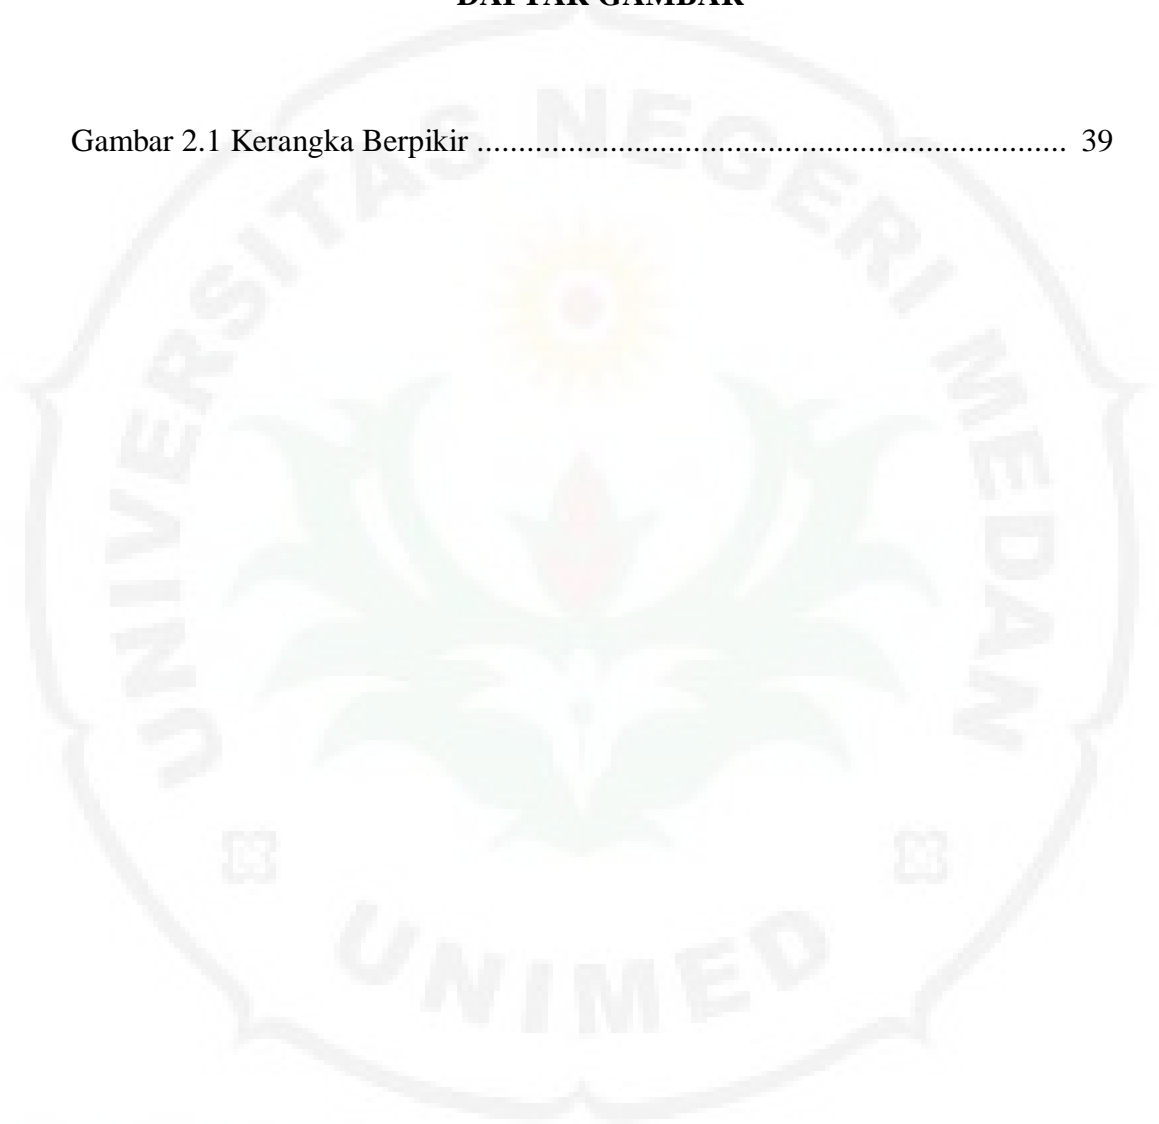 DAFTAR GAMBAR
Gambar 2.1 Kerangka Berpikir ............................................................ 39
UNIVERSITAS NEGERI MEDAN
UNIMED